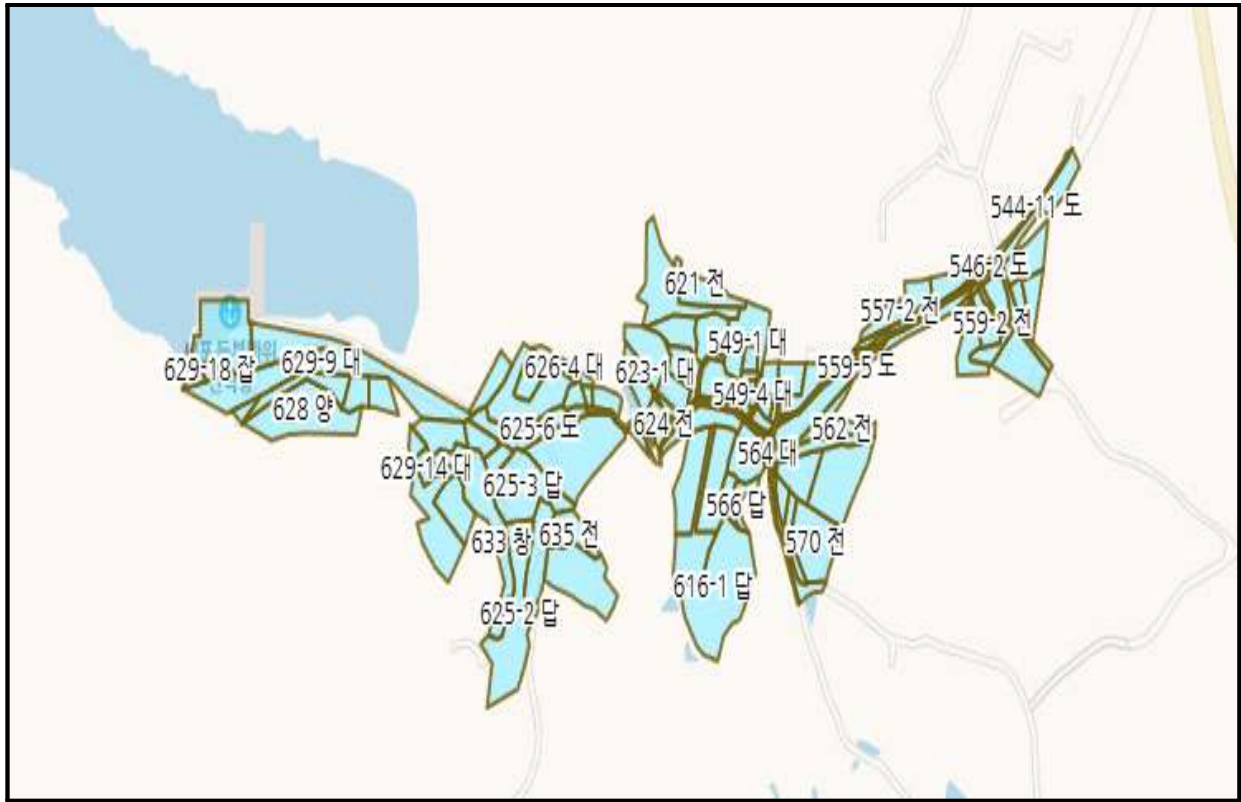 544-11 도
546-2 도
621 전
557-2 전
559-2 전
549-1 대
629-18 잡
629-9 대
626-4 대
623-1 대
559-5 도
549-4 대
628 양
625-6 도
624 전
562 전
564 대
629-14 대
625-3 답
566 답
633 창
635 전
570 전
616-1 답
625-2 답